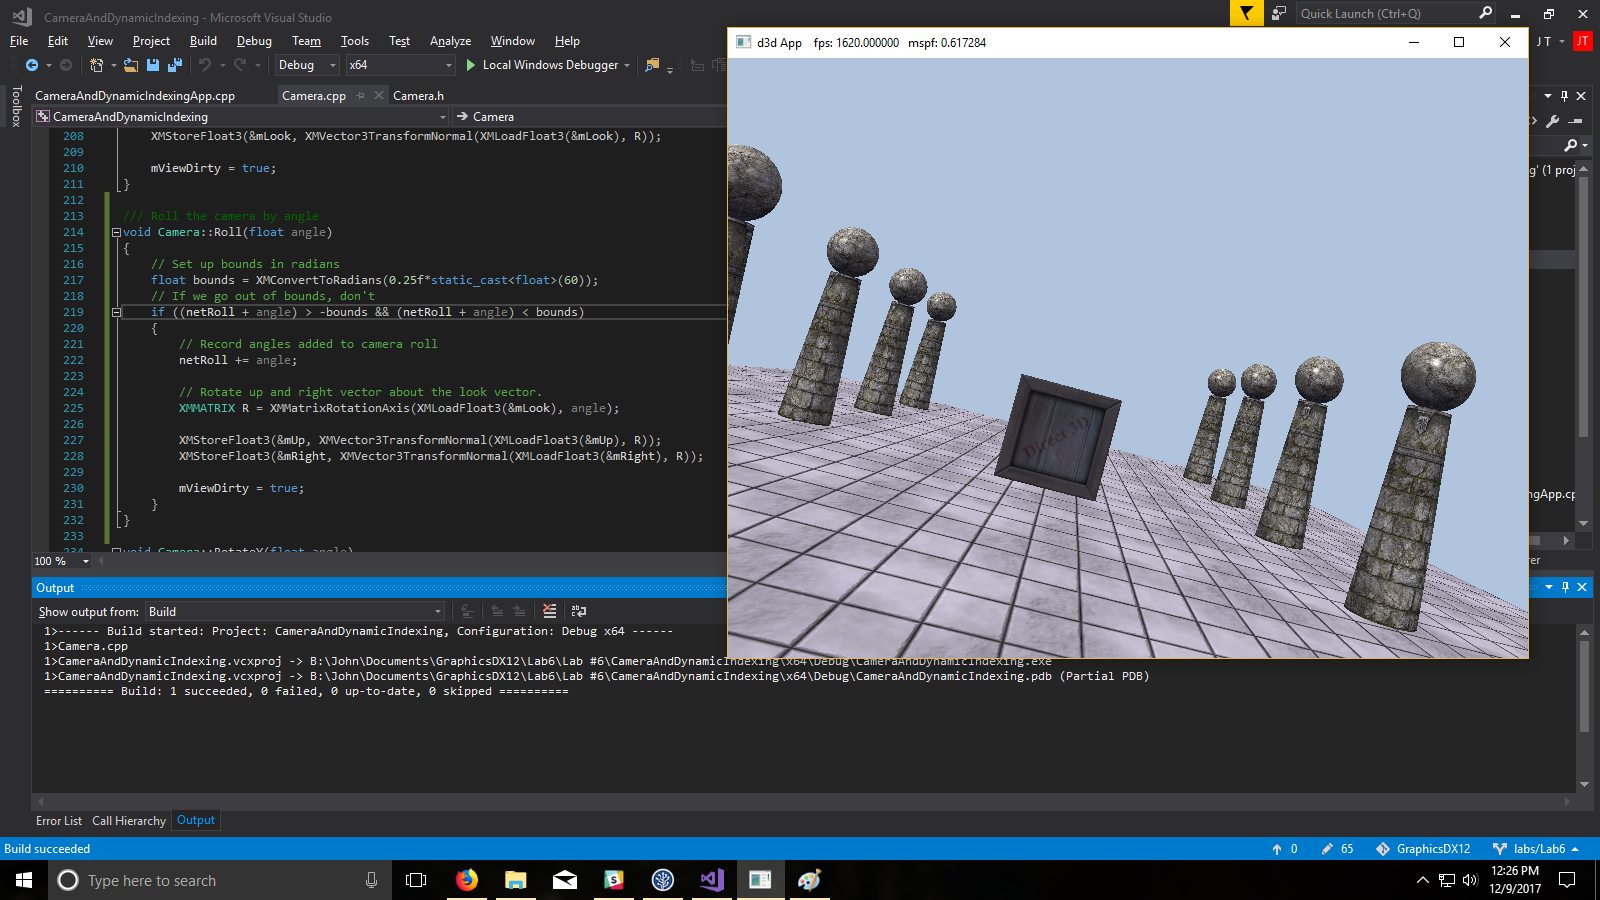 CameraAndDynamicIndexing - Microsoft Visual Studio
Quick Launch (Ctrl+Q)
File Edit View Project Build Debug Team Tools Test Analyze Window Help
J T
JT
Debug x64 Local Windows Debugger
Toolbox
CameraAndDynamicIndexingApp.cpp Camera.cpp Camera.h
CameraAndDynamicIndexing Camera
208 XMStoreFloat3(&mLook, XMVector3TransformNormal(XMLoadFloat3(&mLook), R));
209
210 mViewDirty = true;
211 }
212
213 /// Roll the camera by angle
214 void Camera::Roll(float angle)
215 {
216 // Set up bounds in radians
217 float bounds = XMConvertToRadians(0.25f*static_cast<float>(60));
218 // If we go out of bounds, don't
219 if ((netRoll + angle) > -bounds && (netRoll + angle) < bounds)
220 {
221 // Record angles added to camera roll
222 netRoll += angle;
223
224 // Rotate up and right vector about the look vector.
225 XMMATRIX R = XMMatrixRotationAxis(XMLoadFloat3(&mLook), angle);
226
227 XMStoreFloat3(&mUp, XMVector3TransformNormal(XMLoadFloat3(&mUp), R));
228 XMStoreFloat3(&mRight, XMVector3TransformNormal(XMLoadFloat3(&mRight), R));
229
230 mViewDirty = true;
231 }
232 }
233
234 void Camera::RotateY(float angle)
100 %
d3d App fps: 1620.000000 mspf: 0.617284
Direct 3D
g' (1 proj
ngApp.cp
rer
Output
Show output from: Build
1>------ Build started: Project: CameraAndDynamicIndexing, Configuration: Debug x64 ------
1>Camera.cpp
1>CameraAndDynamicIndexing.vcxproj -> B:\John\Documents\GraphicsDX12\Lab6\Lab #6\CameraAndDynamicIndexing\x64\Debug\CameraAndDynamicIndexing.exe
1>CameraAndDynamicIndexing.vcxproj -> B:\John\Documents\GraphicsDX12\Lab6\Lab #6\CameraAndDynamicIndexing\x64\Debug\CameraAndDynamicIndexing.pdb (Partial PDB)
========== Build: 1 succeeded, 0 failed, 0 up-to-date, 0 skipped ==========
Error List Call Hierarchy Output
Build succeeded 0 65 GraphicsDX12 labs/Lab6
Type here to search
12:26 PM
12/9/2017